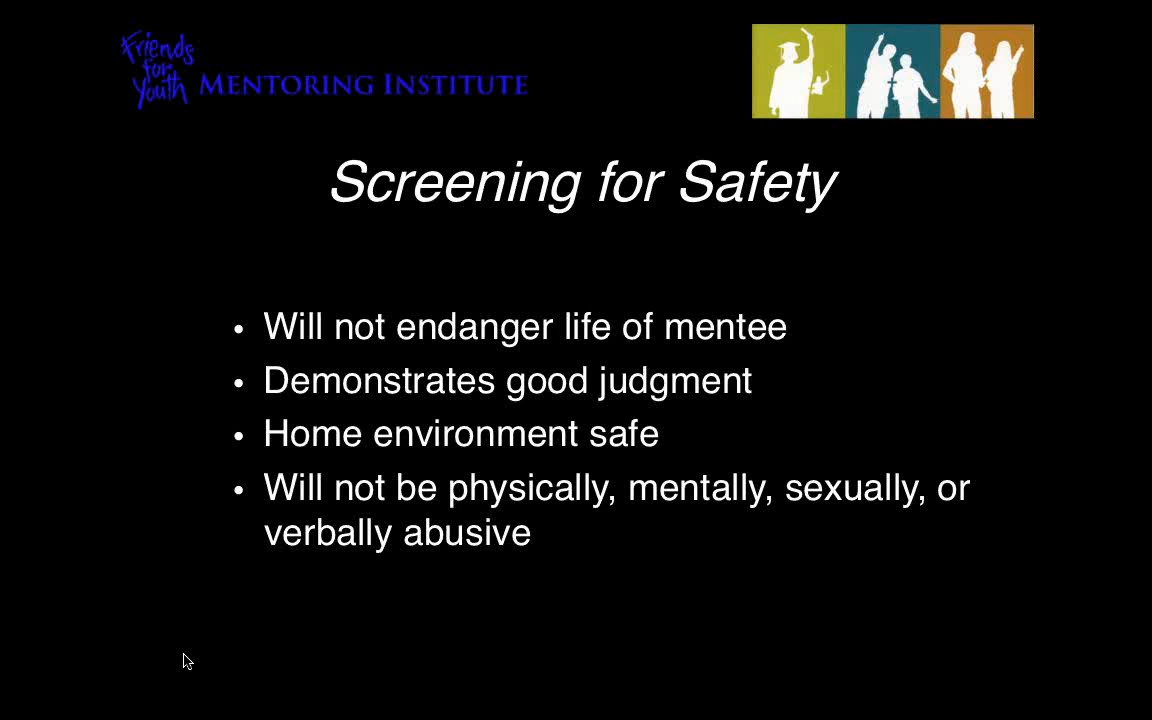 Friends
for
Youth
MENTORING INSTITUTE
Screening for Safety
• Will not endanger life of mentee
• Demonstrates good judgment
• Home environment safe
• Will not be physically, mentally, sexually, or
verbally abusive